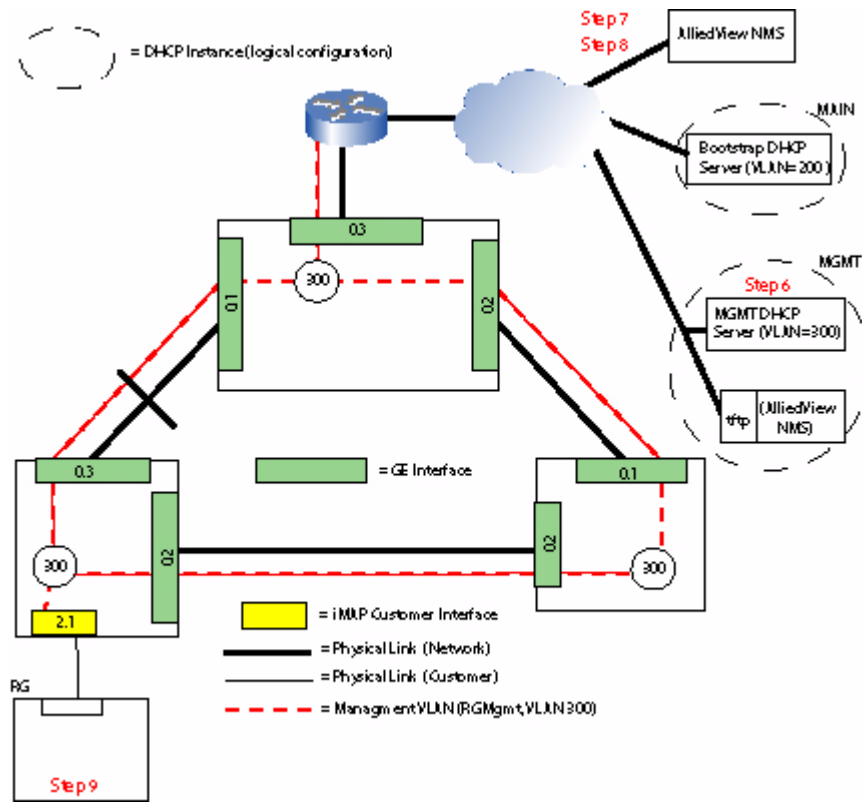 = DHCP Instance (logical configuration)
Step 7
Step 8
AlliedView NMS
MAIN
Bootstrap DHCP
Server (VLAN=200)
MGMT
Step 6
MGMT DHCP
Server (VLAN=300)
tftp
(AlliedView
NMS)
0.3
300
0.1
0.2
0.3
= GE Interface
0.1
0.2
0.2
300
300
2.1
= iMAP Customer Interface
= Physical Link (Network)
= Physical Link (Customer)
= Managment VLAN (RGMgmt, VLAN 300)
RG
Step 9